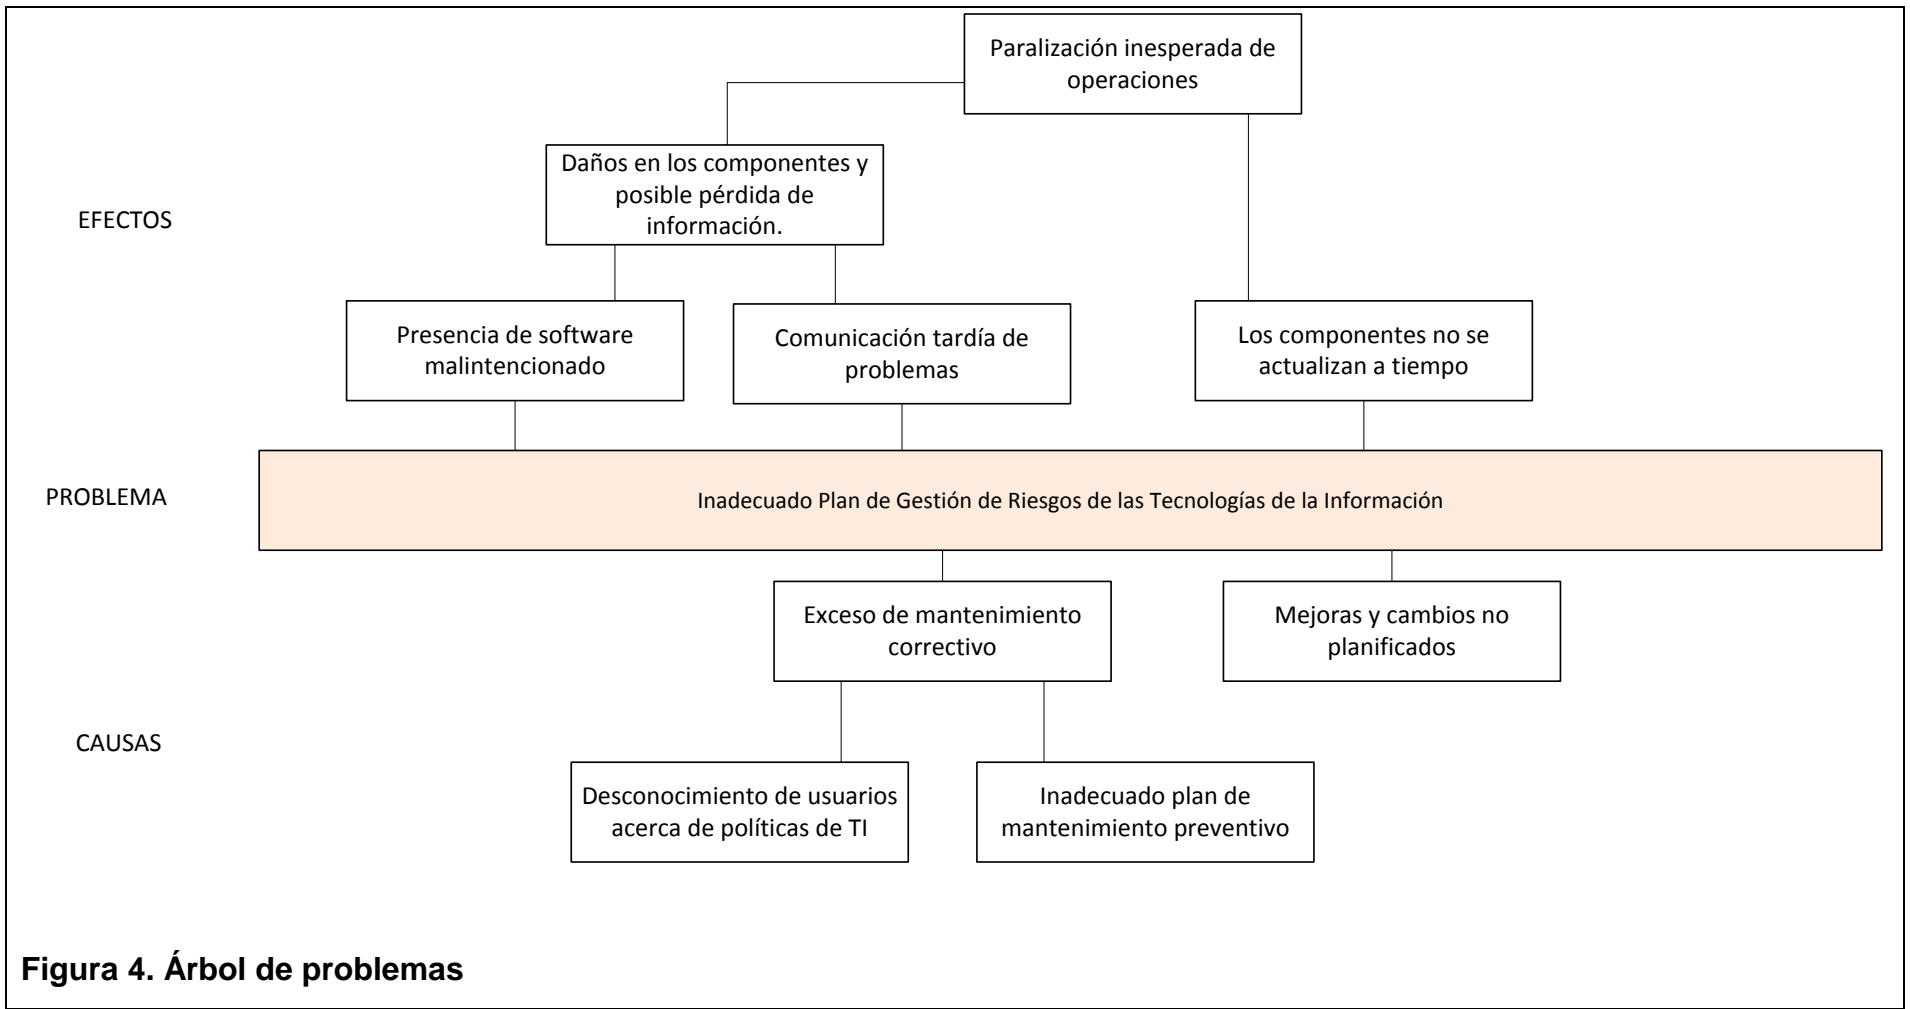 Paralización inesperada de
operaciones
Daños en los componentes y
posible pérdida de
información.
EFECTOS
Presencia de software
malintencionado
Comunicación tardía de
problemas
Los componentes no se
actualizan a tiempo
PROBLEMA
Inadecuado Plan de Gestión de Riesgos de las Tecnologías de la Información
Exceso de mantenimiento
correctivo
Mejoras y cambios no
planificados
CAUSAS
Desconocimiento de usuarios
acerca de políticas de TI
Inadecuado plan de
mantenimiento preventivo
Figura 4. Árbol de problemas